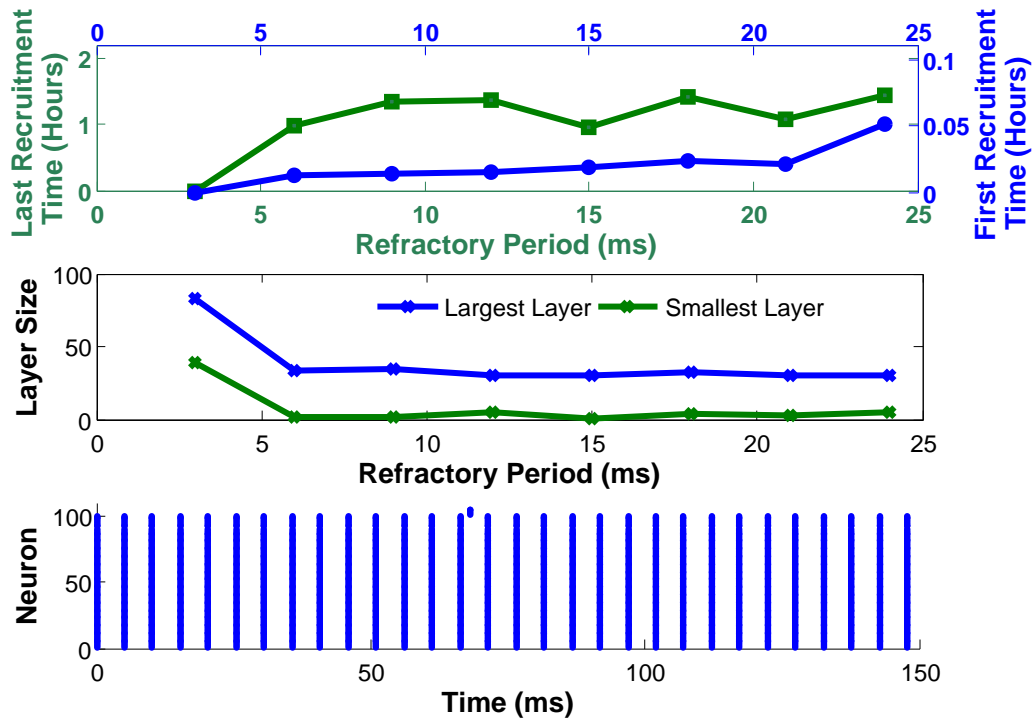 0 5 10 15 20 25
Last Recruitment
Time (Hours)
2
1
0
0.1
0.05
0
First Recruitment
Time (Hours)
0 5 10 15 20 25
Refractory Period (ms)
Layer Size
100
50
0
Largest Layer Smallest Layer
0 5 10 15 20 25
Refractory Period (ms)
Neuron
100
50
0
0 50 100 150
Time (ms)